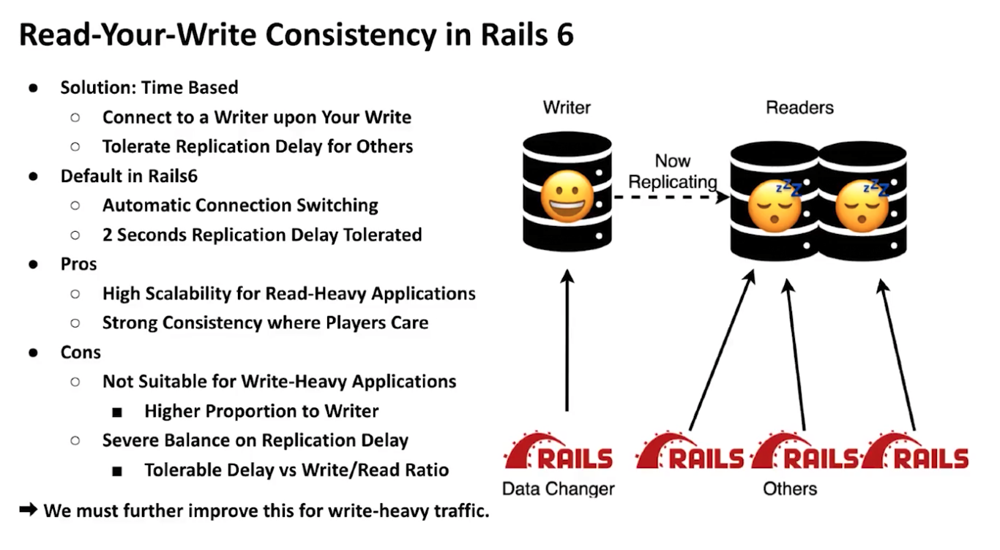 Read-Your-Write Consistency in Rails 6
● Solution: Time Based
○ Connect to a Writer upon Your Write
○ Tolerate Replication Delay for Others
● Default in Rails6
○ Automatic Connection Switching
○ 2 Seconds Replication Delay Tolerated
● Pros
○ High Scalability for Read-Heavy Applications
○ Strong Consistency where Players Care
● Cons
○ Not Suitable for Write-Heavy Applications
■ Higher Proportion to Writer
○ Severe Balance on Replication Delay
■ Tolerable Delay vs Write/Read Ratio
➡ We must further improve this for write-heavy traffic.
Writer
Readers
Now
Replicating
zzZ
zzZ
RAILS
RAILS
RAILS
RAILS
Data Changer
Others